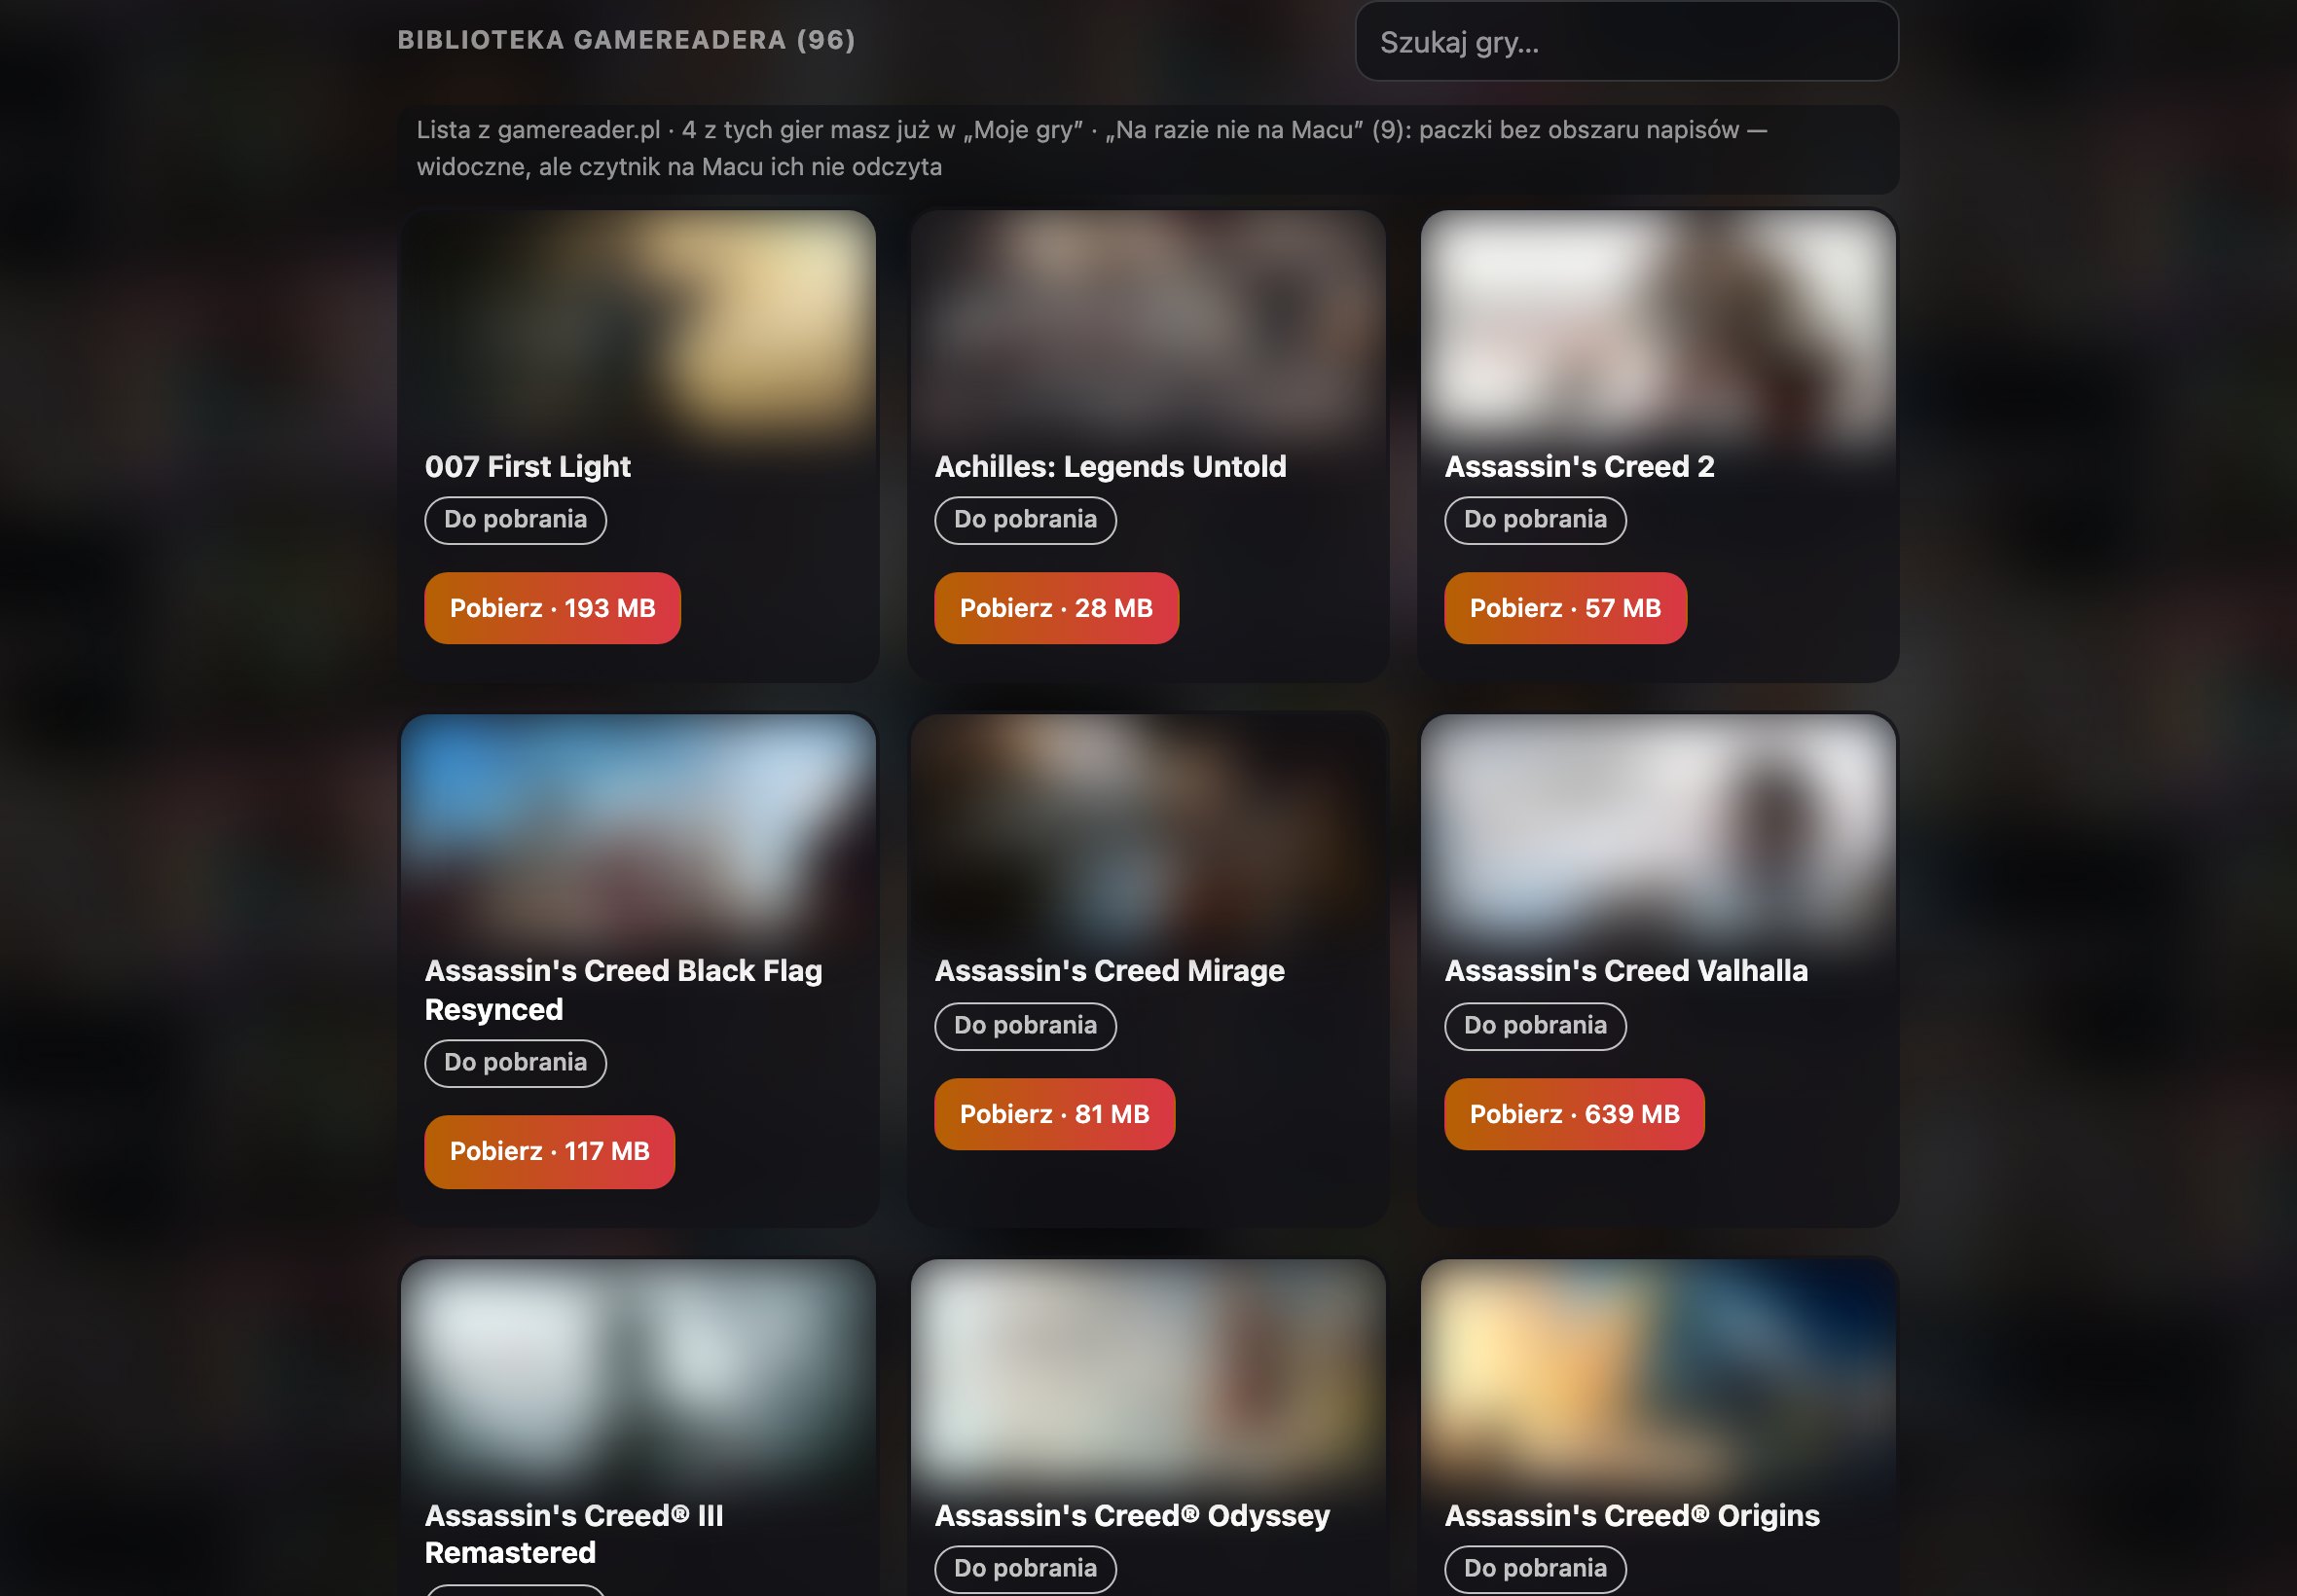 BIBLIOTEKA GAMEREADERA (96)
Szukaj gry...
Lista z gamereader.pl · 4 z tych gier masz już w „Moje gry” · „Na razie nie na Macu” (9): paczki bez obszaru napisów —
widoczne, ale czytnik na Macu ich nie odczyta
007 First Light
Do pobrania
Pobierz · 193 MB
Achilles: Legends Untold
Do pobrania
Pobierz · 28 MB
Assassin's Creed 2
Do pobrania
Pobierz · 57 MB
Assassin's Creed Black Flag
Resynced
Do pobrania
Pobierz · 117 MB
Assassin's Creed Mirage
Do pobrania
Pobierz · 81 MB
Assassin's Creed Valhalla
Do pobrania
Pobierz · 639 MB
Assassin's Creed® III
Remastered
Assassin's Creed® Odyssey
Do pobrania
Assassin's Creed® Origins
Do pobrania